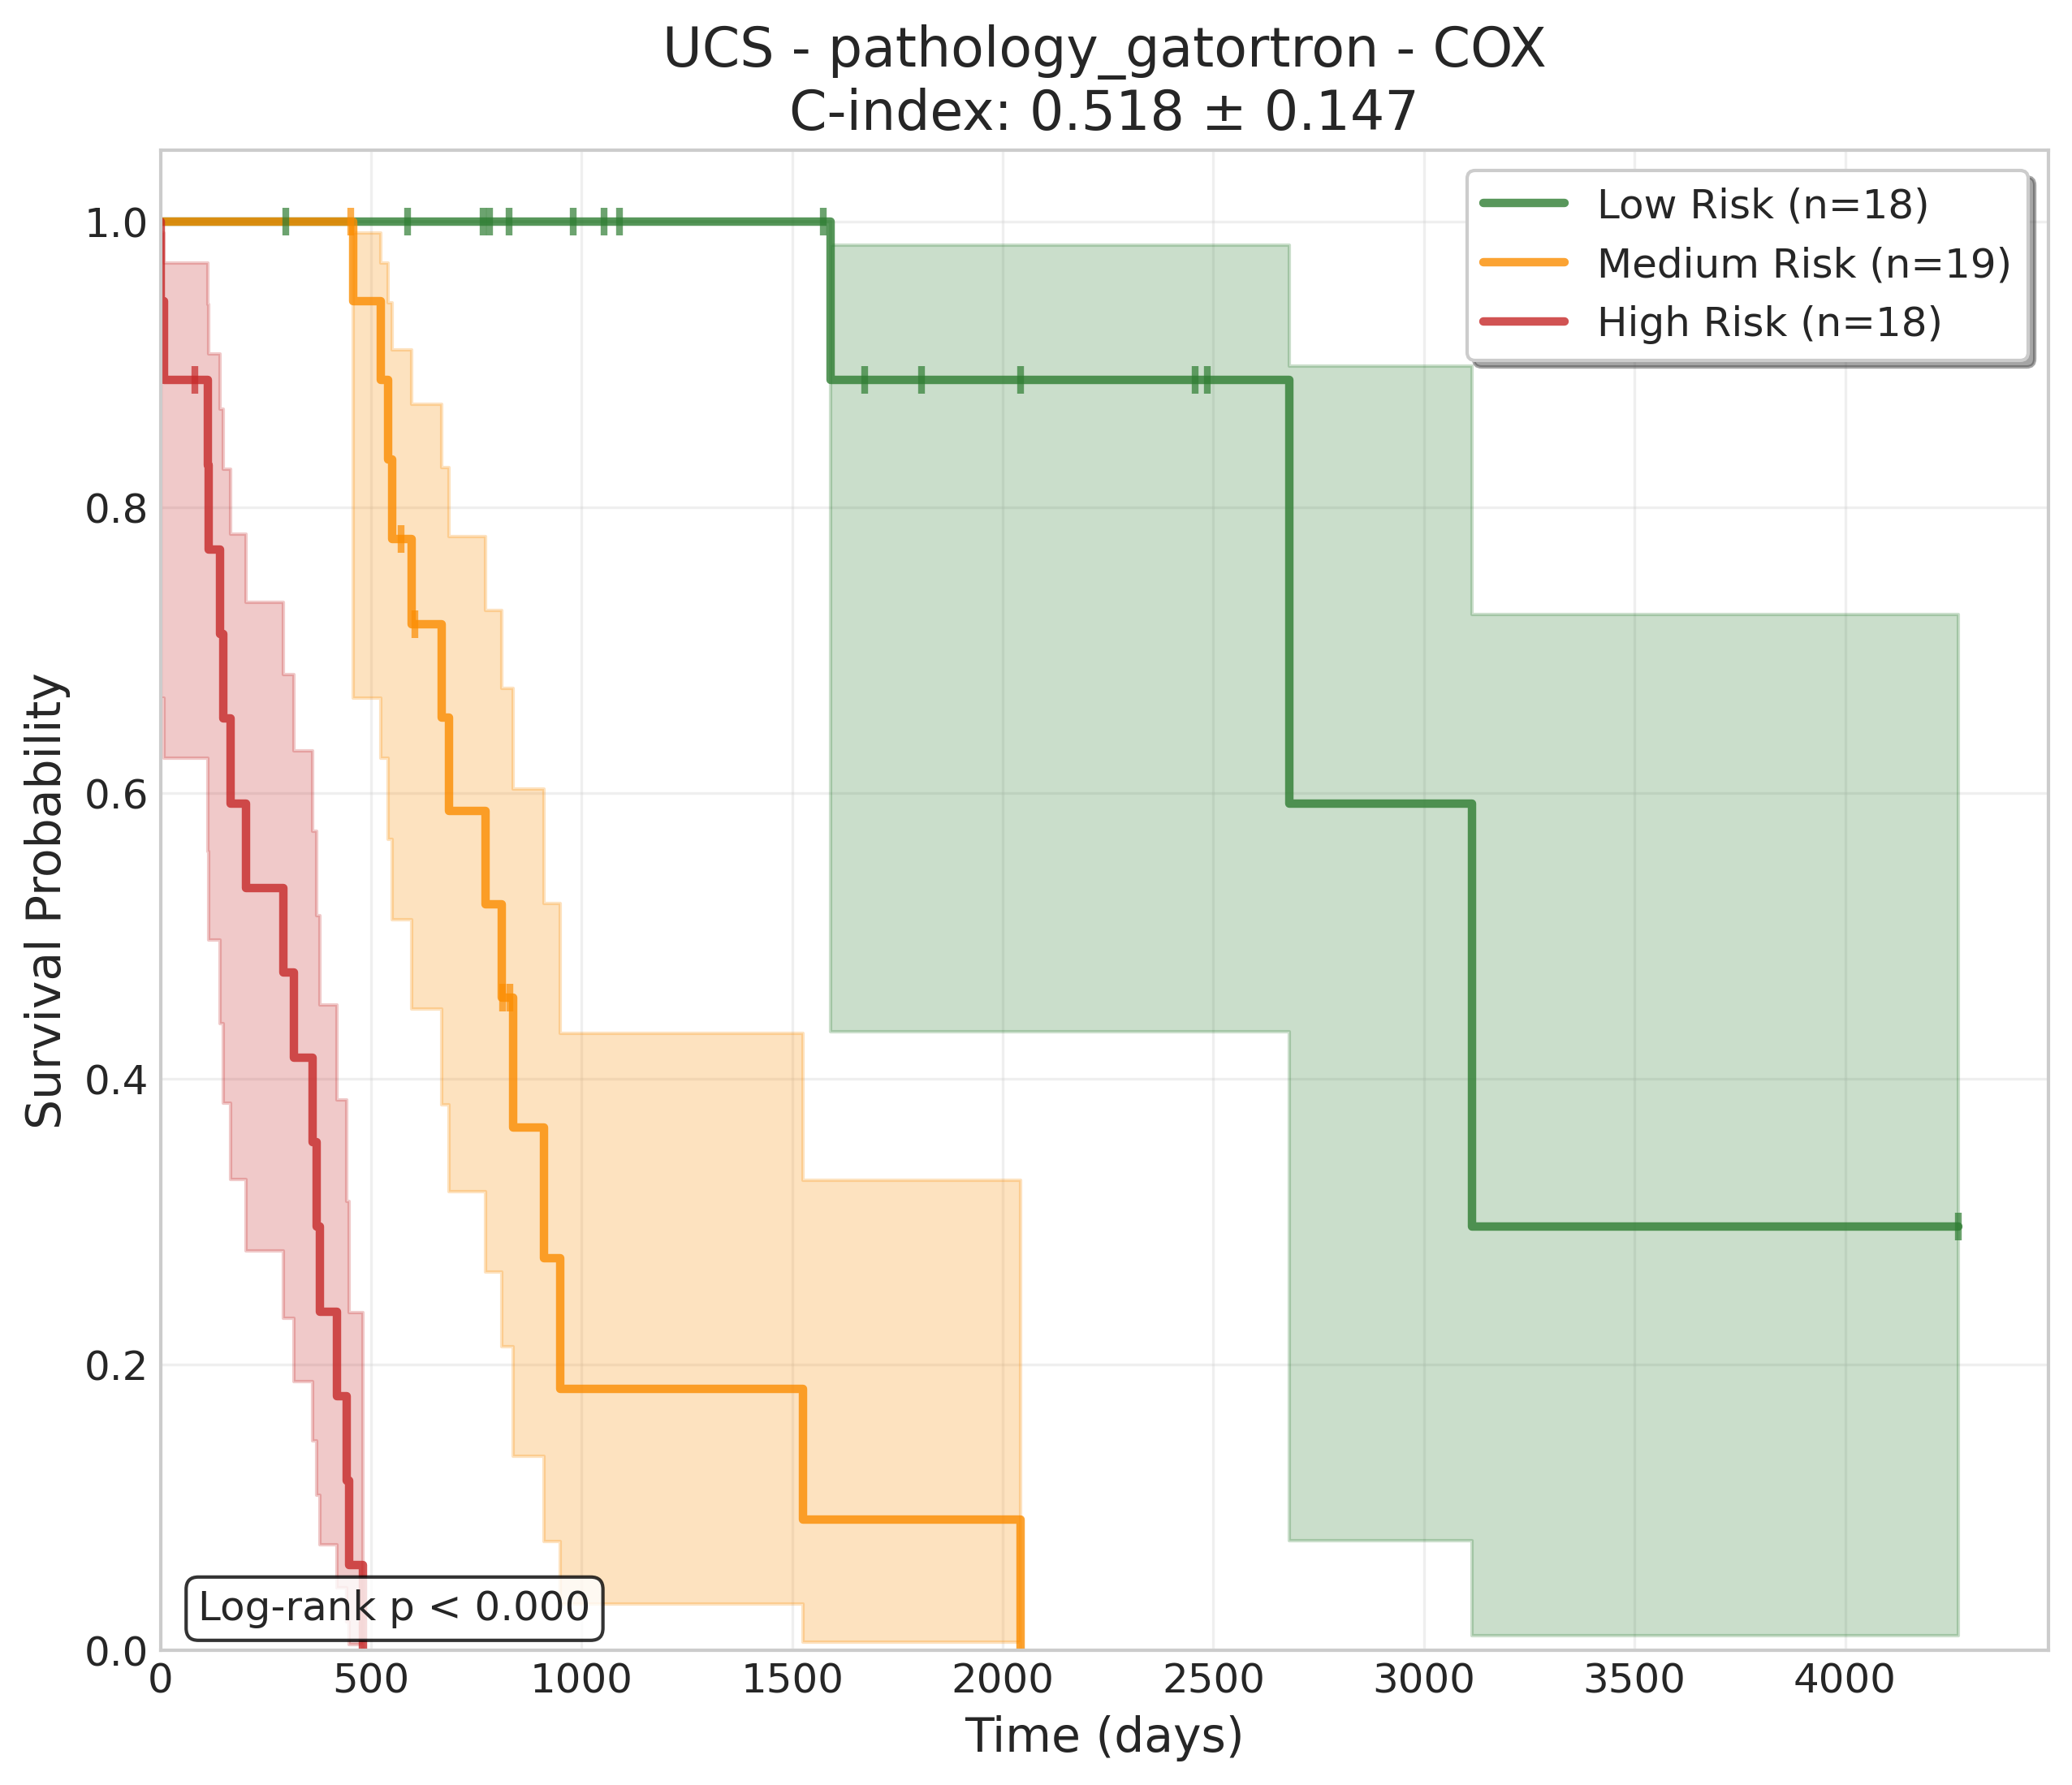 UCS - pathology_gatortron - COX
C-index: 0.518 ± 0.147
Low Risk (n=18)
Medium Risk (n=19)
High Risk (n=18)
Survival Probability
1.0
0.8
0.6
0.4
0.2
0.0
Log-rank p < 0.000
0 500 1000 1500 2000 2500 3000 3500 4000
Time (days)